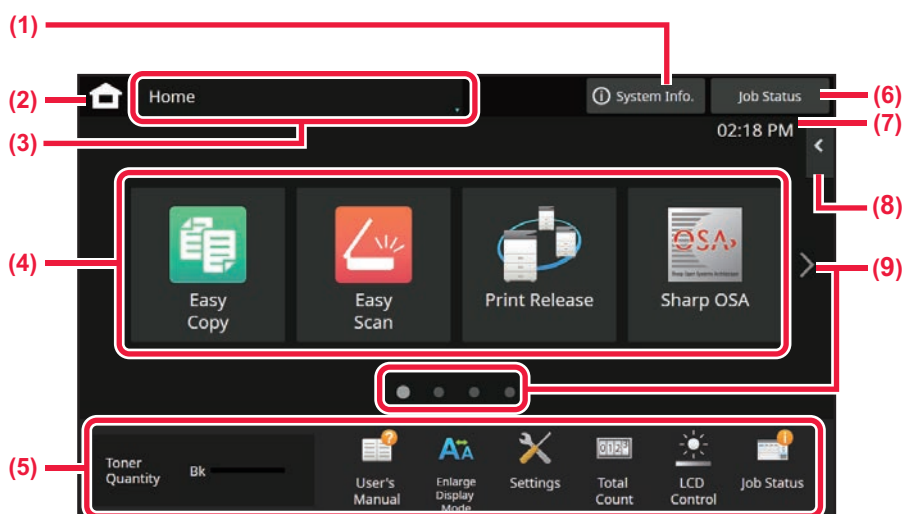 (1)
(2)
Home
System Info.
Job Status
(6)
(3)
02:18 PM
(7)
(8)
(4)
OSA
(9)
Easy
Copy
Easy
Scan
Print Release
Sharp OSA
(5)
Toner
Quantity
Bk
User's
Manual
Enlarge
Display
Mode
Settings
Total
Count
LCD
Control
Job Status